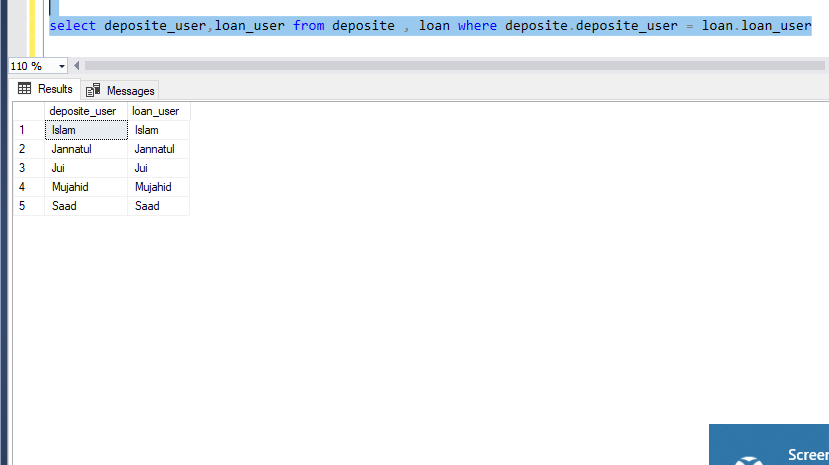 select deposite_user,loan_user from deposite , loan where deposite.deposite_user = loan.loan_user
110 %
Results Messages
deposite_user loan_user
1 Islam Islam
2 Jannatul Jannatul
3 Jui Jui
4 Mujahid Mujahid
5 Saad Saad
Screen